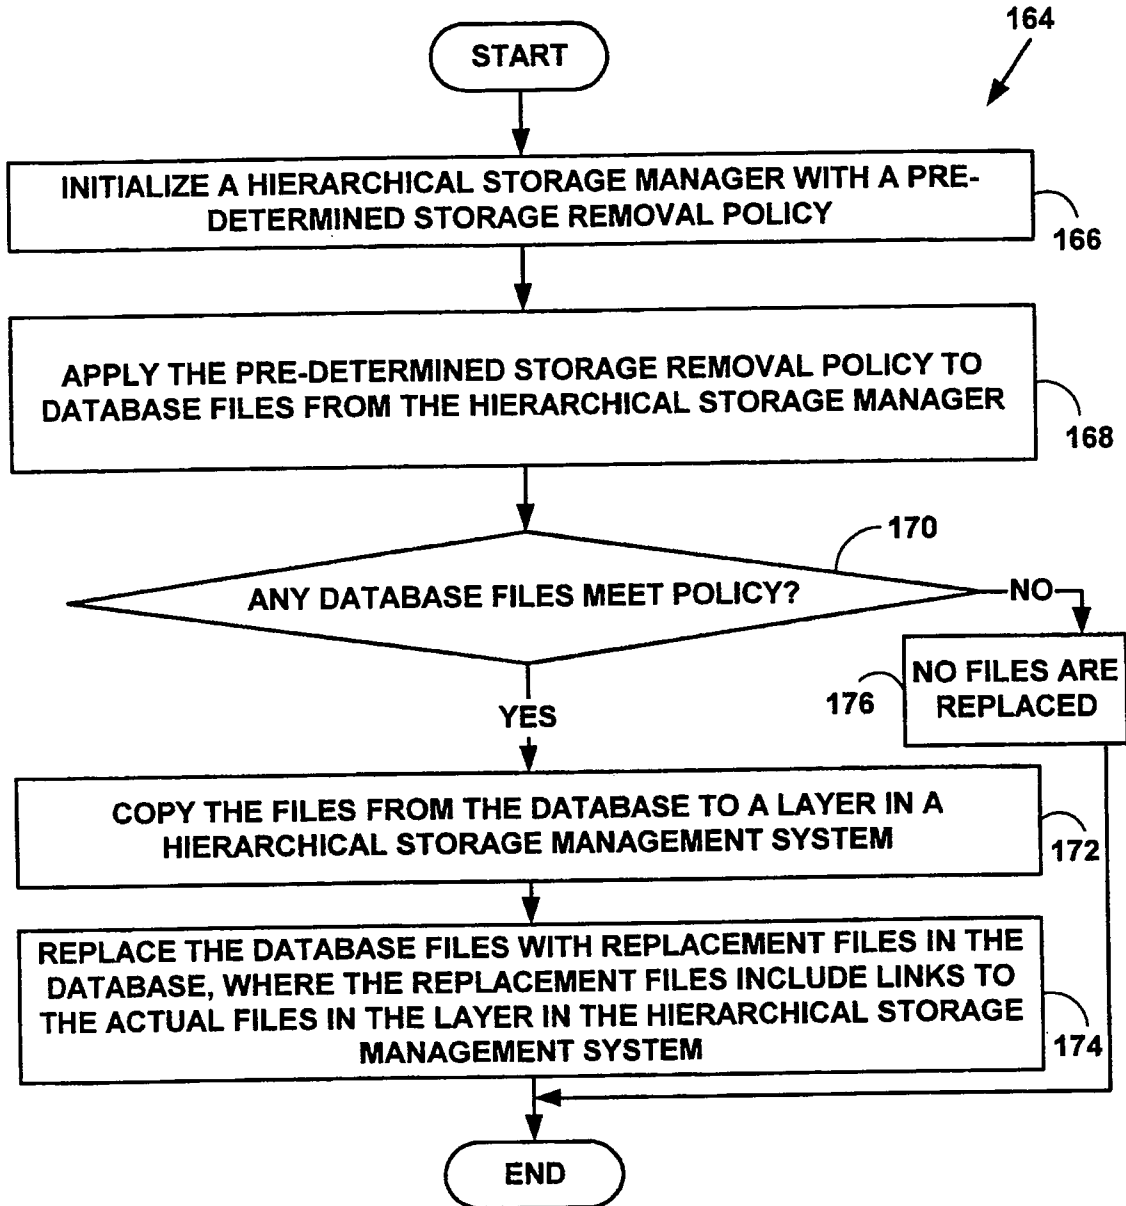 164
START
INITIALIZE A HIERARCHICAL STORAGE MANAGER WITH A PRE-
DETERMINED STORAGE REMOVAL POLICY
166
APPLY THE PRE-DETERMINED STORAGE REMOVAL POLICY TO
DATABASE FILES FROM THE HIERARCHICAL STORAGE MANAGER
168
170
ANY DATABASE FILES MEET POLICY?
NO
NO FILES ARE
REPLACED
176
YES
COPY THE FILES FROM THE DATABASE TO A LAYER IN A
HIERARCHICAL STORAGE MANAGEMENT SYSTEM
172
REPLACE THE DATABASE FILES WITH REPLACEMENT FILES IN THE
DATABASE, WHERE THE REPLACEMENT FILES INCLUDE LINKS TO
THE ACTUAL FILES IN THE LAYER IN THE HIERARCHICAL STORAGE
MANAGEMENT SYSTEM
174
END